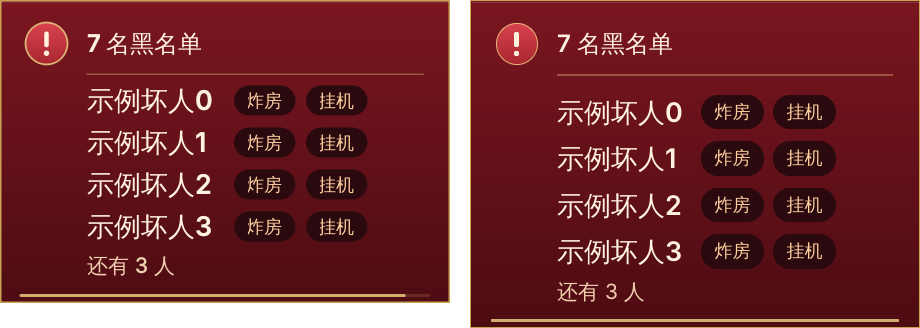 7 名黑名单
示例坏人0 炸房 挂机
示例坏人1 炸房 挂机
示例坏人2 炸房 挂机
示例坏人3 炸房 挂机
还有 3 人
7 名黑名单
示例坏人0 炸房 挂机
示例坏人1 炸房 挂机
示例坏人2 炸房 挂机
示例坏人3 炸房 挂机
还有 3 人